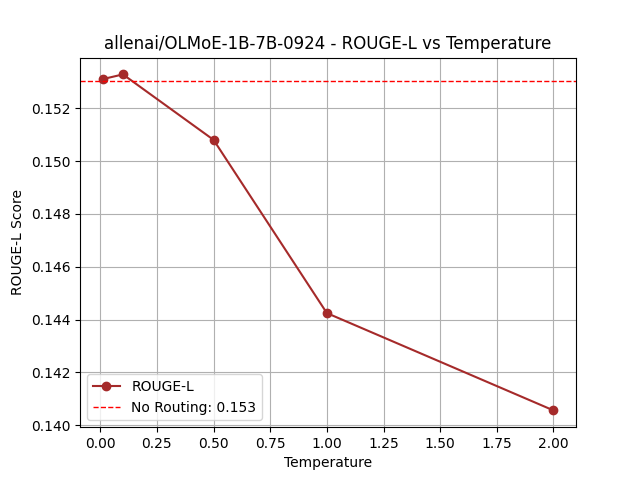 allenai/OLMoE-1B-7B-0924 - ROUGE-L vs Temperature
ROUGE-L Score
0.152
0.150
0.148
0.146
0.144
0.142
0.140
ROUGE-L
No Routing: 0.153
0.00 0.25 0.50 0.75 1.00 1.25 1.50 1.75 2.00
Temperature